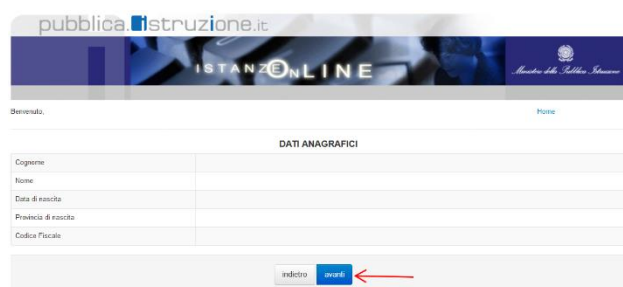 pubblica.istruzione.it
ISTANZE ONLINE
Ministero della Pubblica Istruzione
Benvenuto,
Home
DATI ANAGRAFICI
Cognome
Nome
Data di nascita
Provincia di nascita
Codice Fiscale
indietro avanti